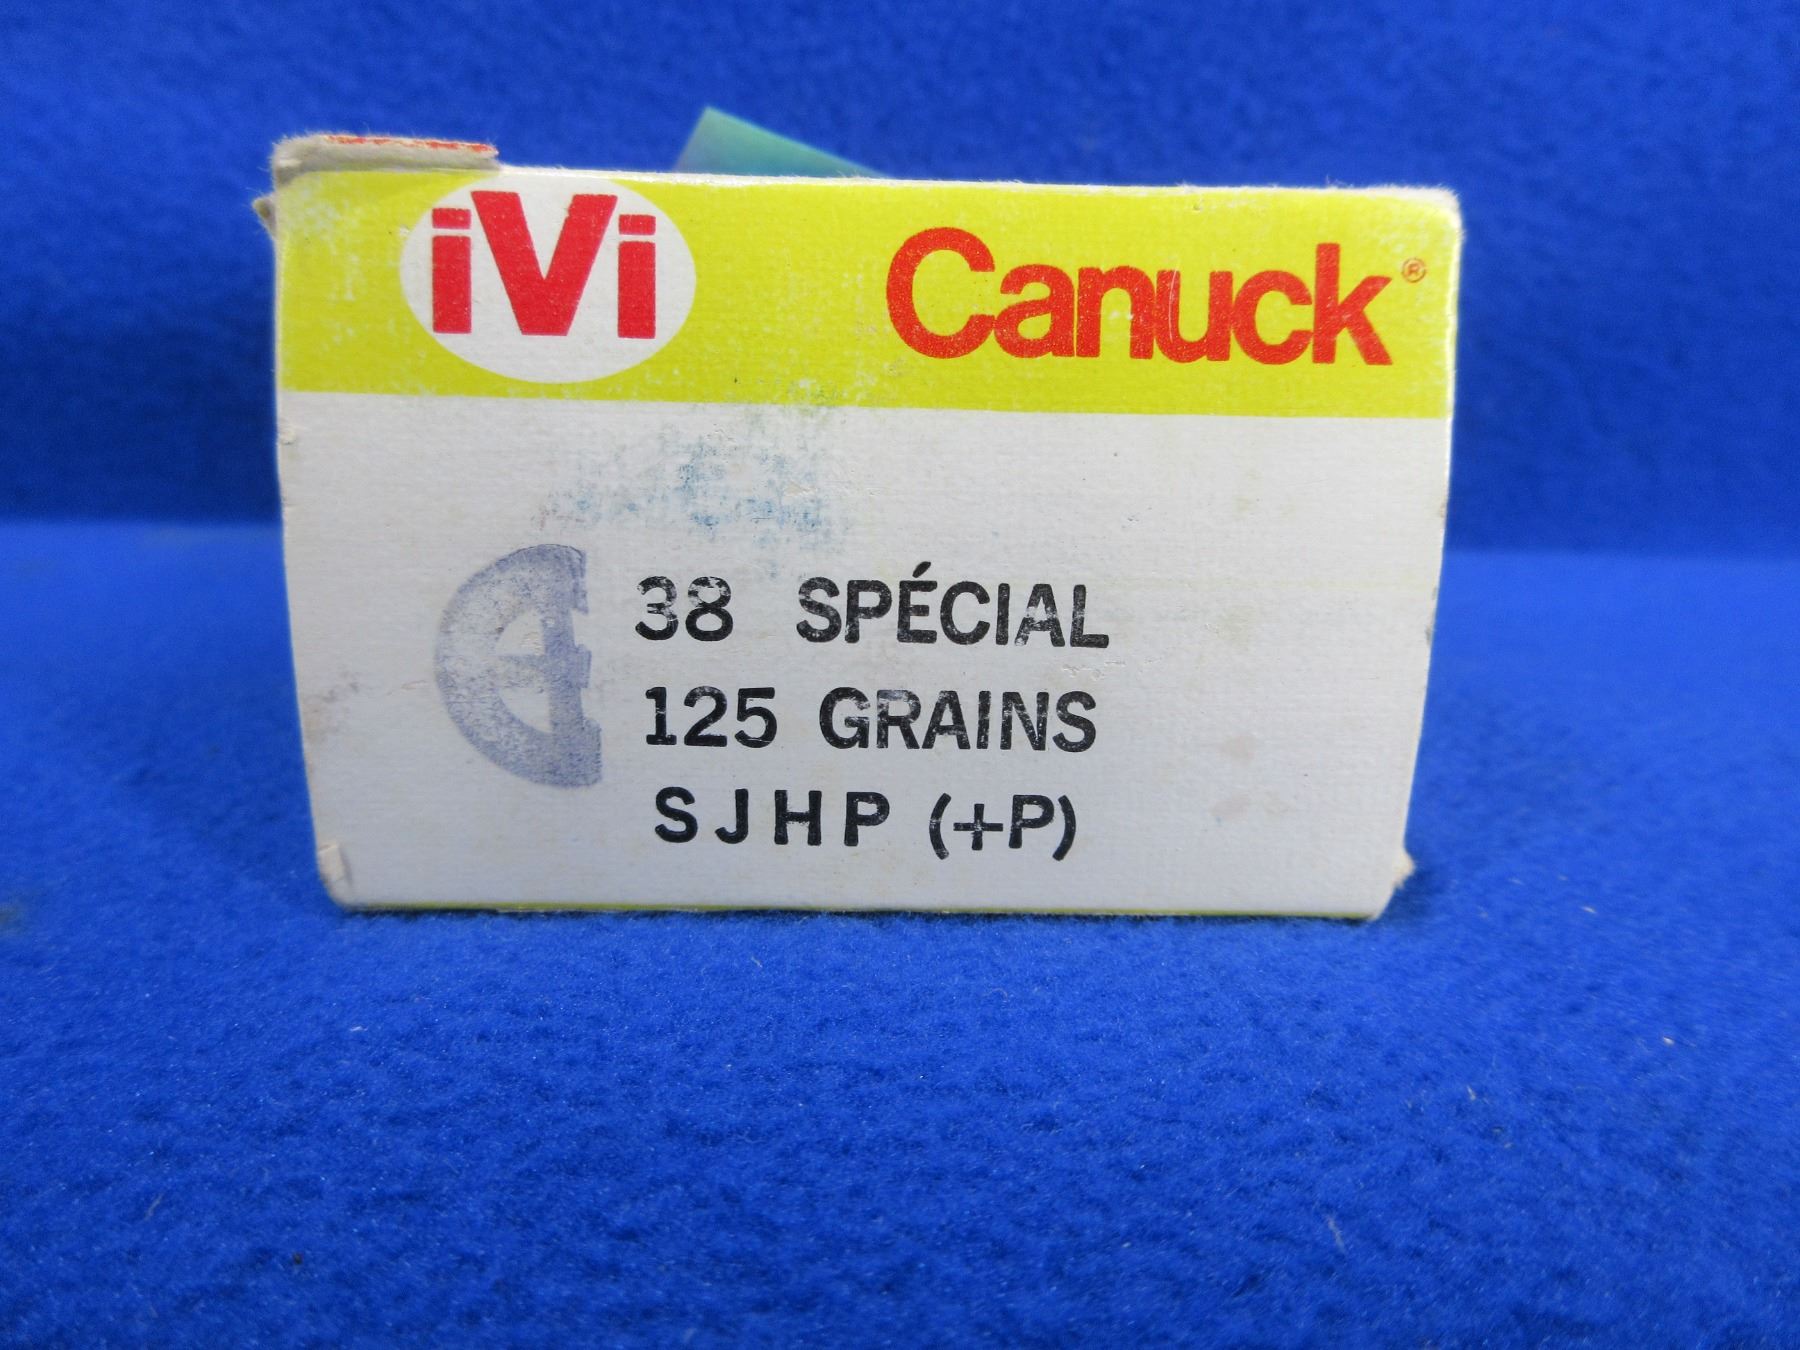 iVi Canuck®
38 SPÉCIAL
125 GRAINS
SJHP (+P)